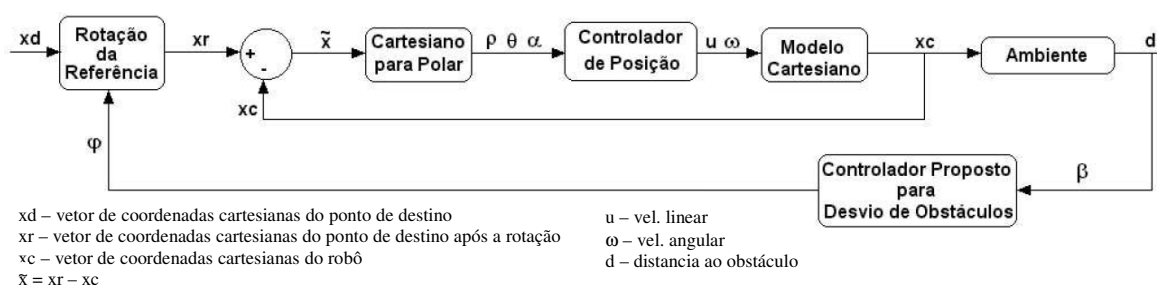 xd
Rotação
da
Referência
xr
+
-
x̃
Cartesiano
para Polar
ρ θ α
Controlador
de Posição
u ω
Modelo
Cartesiano
xc
Ambiente
d
xc
φ
Controlador Proposto
para
Desvio de Obstáculos
β
xd – vetor de coordenadas cartesianas do ponto de destino
xr – vetor de coordenadas cartesianas do ponto de destino após a rotação
xc – vetor de coordenadas cartesianas do robô
x̃ = xr – xc
u – vel. linear
ω – vel. angular
d – distancia ao obstáculo